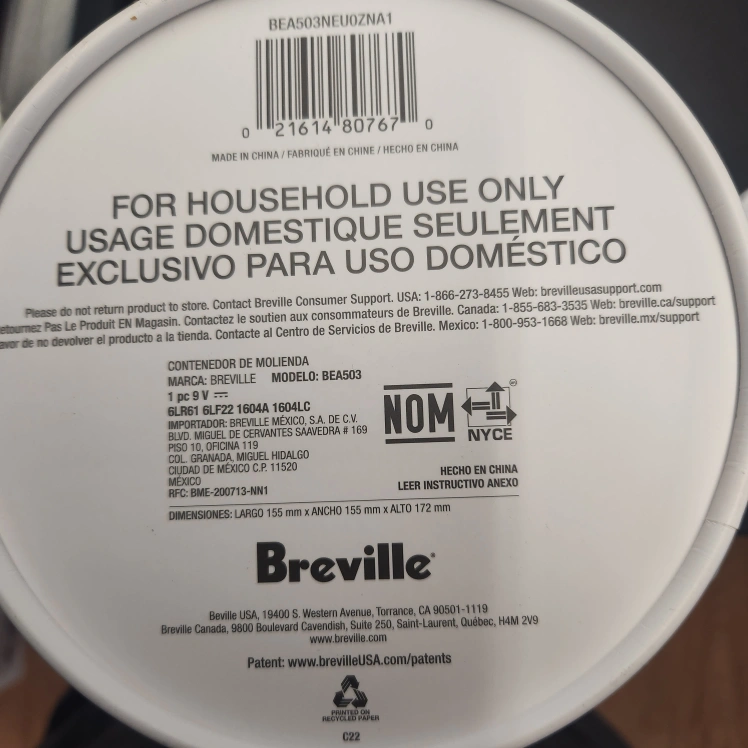 BEA503NEU0ZNA1
0 21614 80767 0
MADE IN CHINA / FABRIQUÉ EN CHINE / HECHO EN CHINA
FOR HOUSEHOLD USE ONLY
USAGE DOMESTIQUE SEULEMENT
EXCLUSIVO PARA USO DOMÉSTICO
Please do not return product to store. Contact Breville Consumer Support. USA: 1-866-273-8455 Web: brevilleusasupport.com
etournez Pas Le Produit EN Magasin. Contactez le soutien aux consommateurs de Breville. Canada: 1-855-683-3535 Web: breville.ca/support
avor de no devolver el producto a la tienda. Contacte al Centro de Servicios de Breville. Mexico: 1-800-953-1668 Web: breville.mx/support
CONTENEDOR DE MOLIENDA
MARCA: BREVILLE MODELO: BEA503
1 pc 9 V ⎓
6LR61 6LF22 1604A 1604LC
IMPORTADOR: BREVILLE MÉXICO, S.A. DE C.V.
BLVD. MIGUEL DE CERVANTES SAAVEDRA # 169
PISO 10, OFICINA 119
COL. GRANADA, MIGUEL HIDALGO
CIUDAD DE MÉXICO C.P. 11520
MÉXICO
RFC: BME-200713-NN1
NOM
NYCE
HECHO EN CHINA
LEER INSTRUCTIVO ANEXO
DIMENSIONES: LARGO 155 mm x ANCHO 155 mm x ALTO 172 mm
Breville
Beville USA, 19400 S. Western Avenue, Torrance, CA 90501-1119
Breville Canada, 9800 Boulevard Cavendish, Suite 250, Saint-Laurent, Québec, H4M 2V9
www.breville.com
Patent: www.brevilleUSA.com/patents
PRINTED ON
RECYCLED PAPER
C22